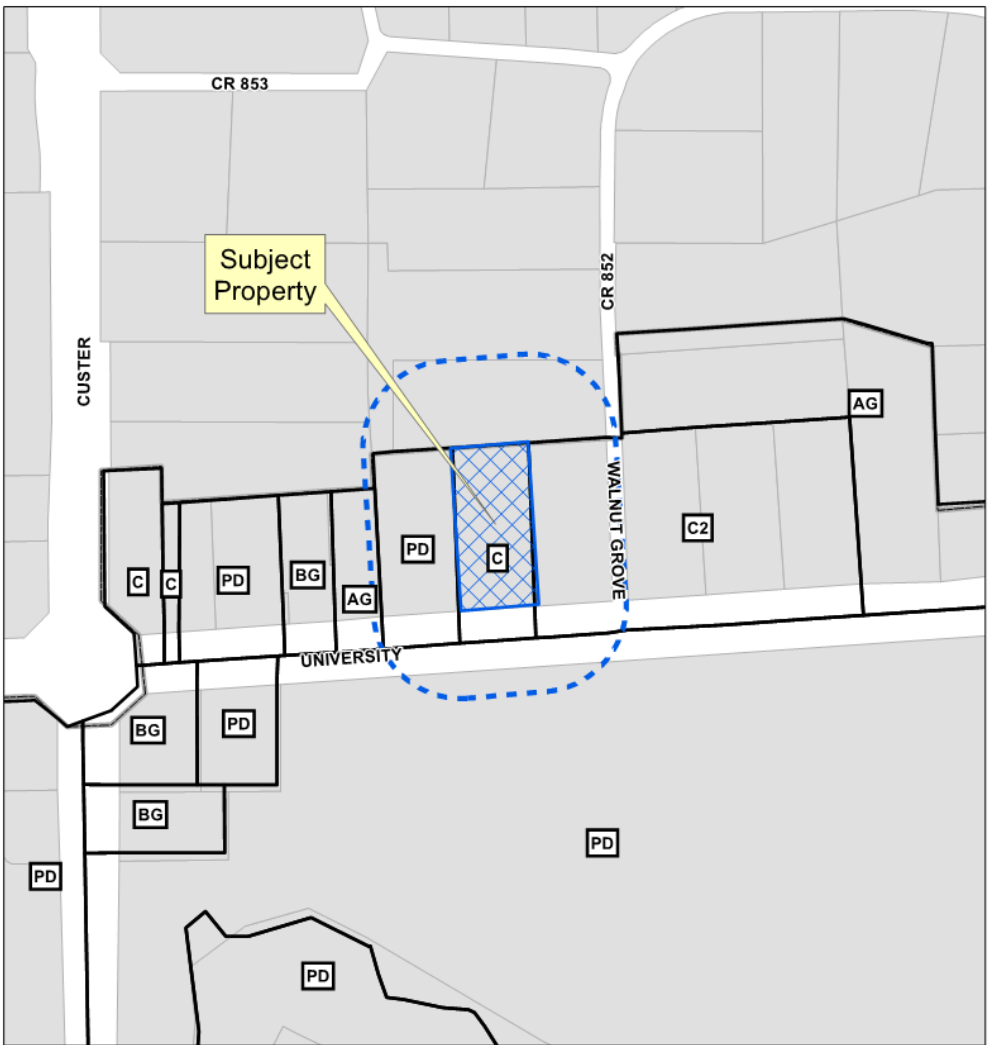 CR 853
Subject
Property
CR 852
CUSTER
AG
WALNUT GROVE
C2
PD
C
C
C
PD
BG
AG
UNIVERSITY
BG
PD
BG
PD
PD
PD